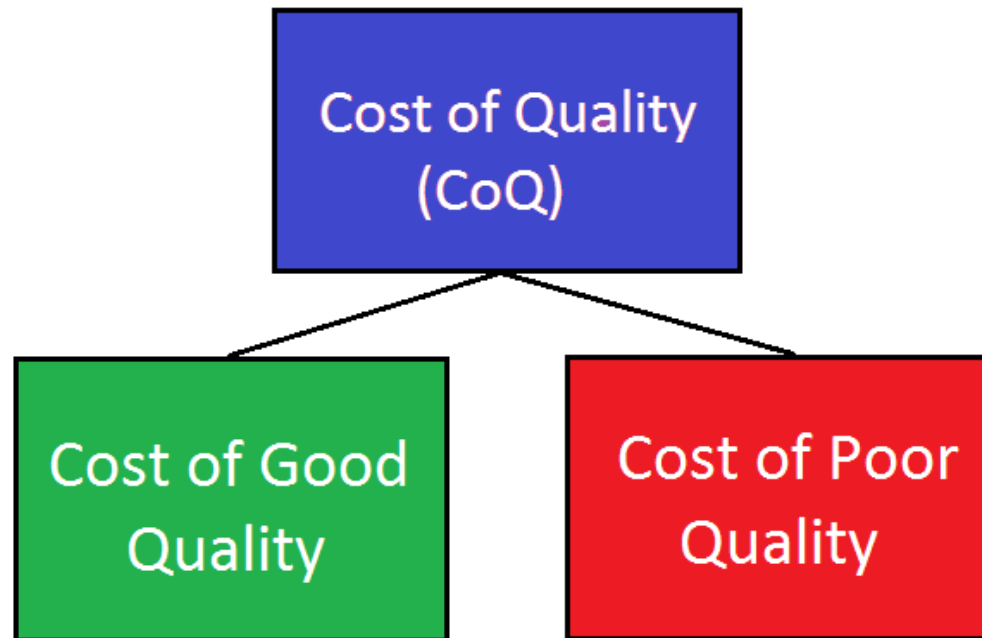 Cost of Quality
(CoQ)
Cost of Good
Quality
Cost of Poor
Quality